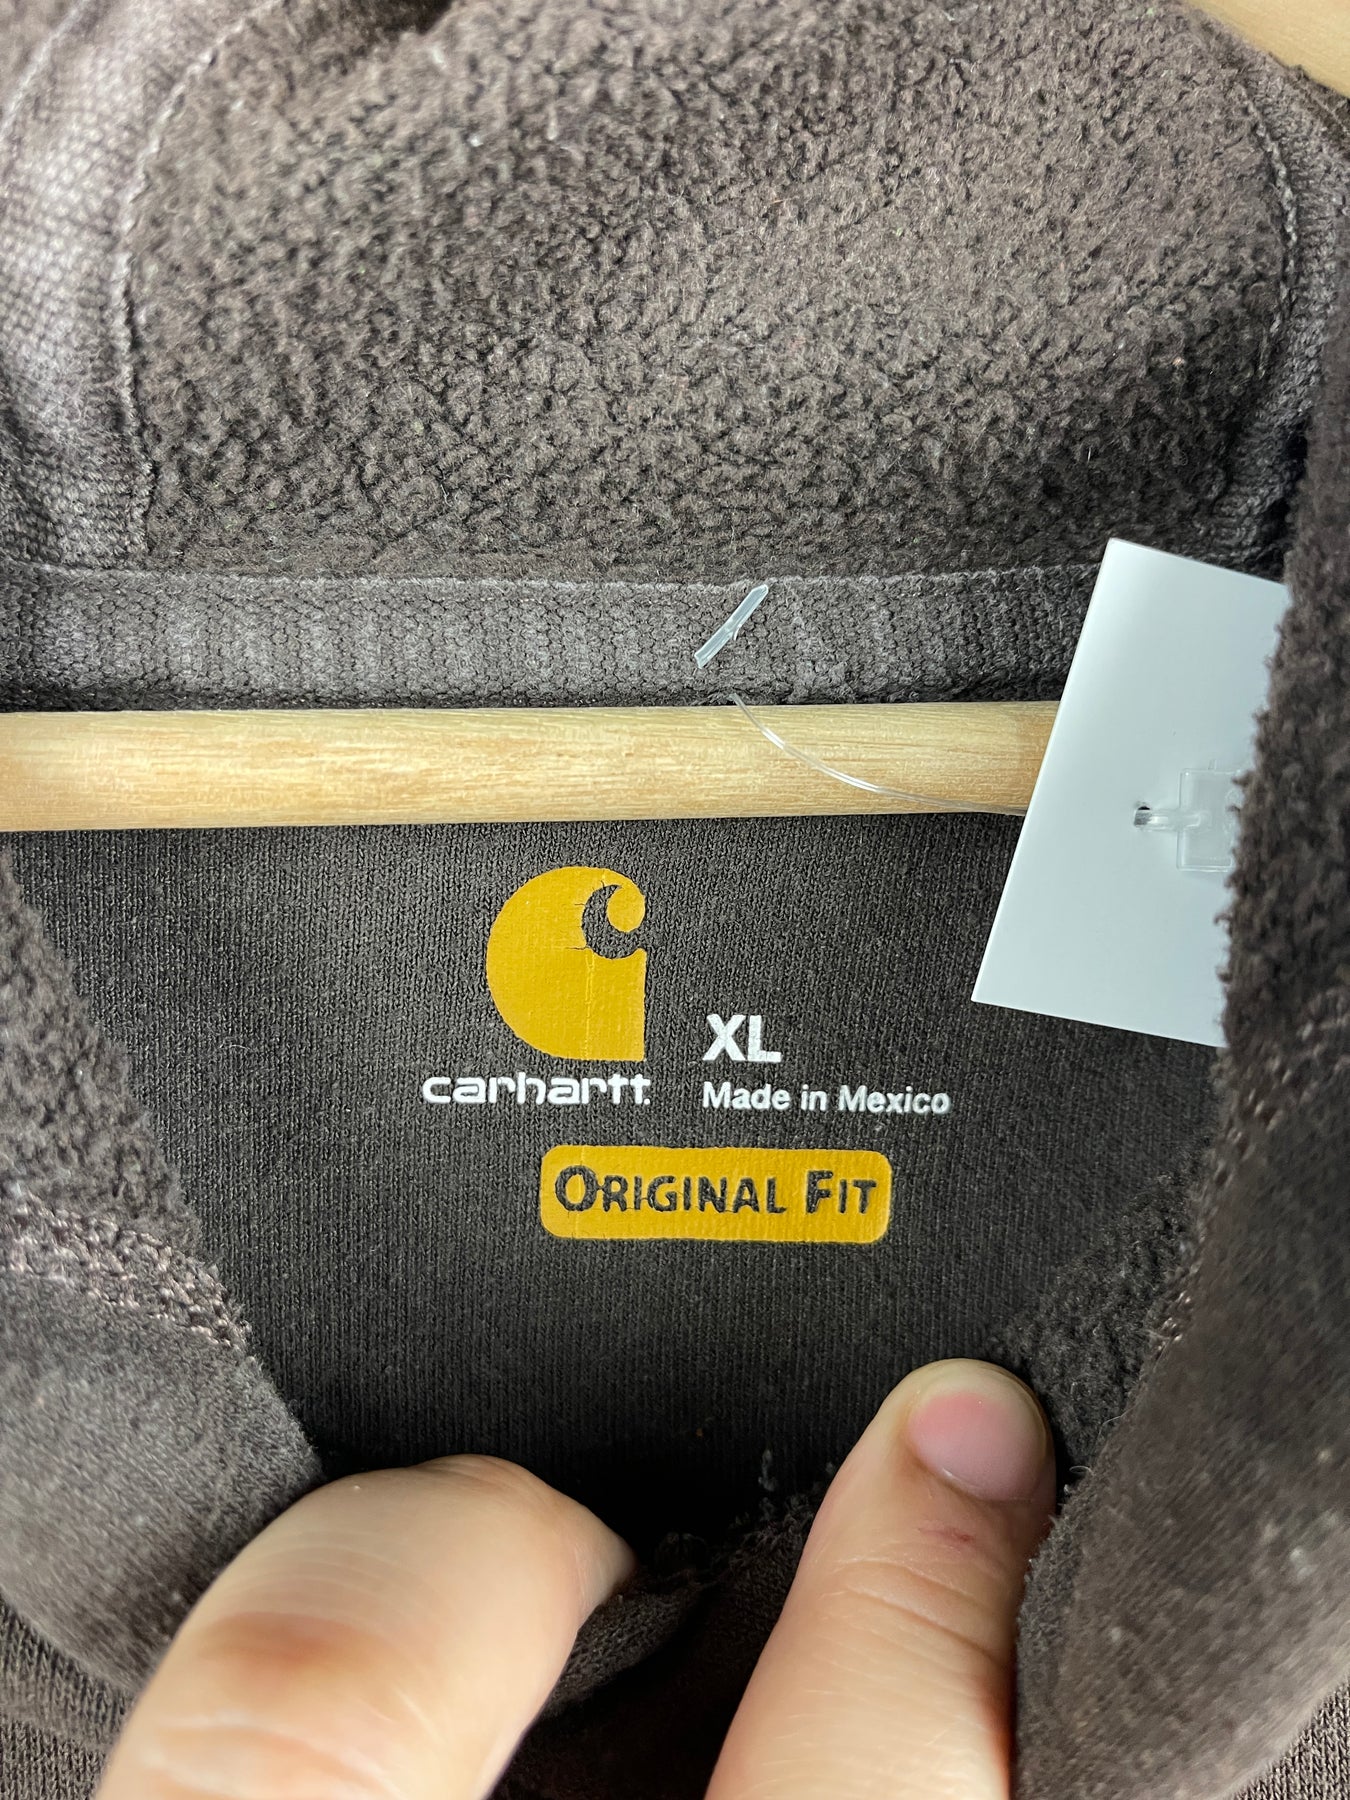 XL
carhartt.
Made in Mexico
ORIGINAL FIT